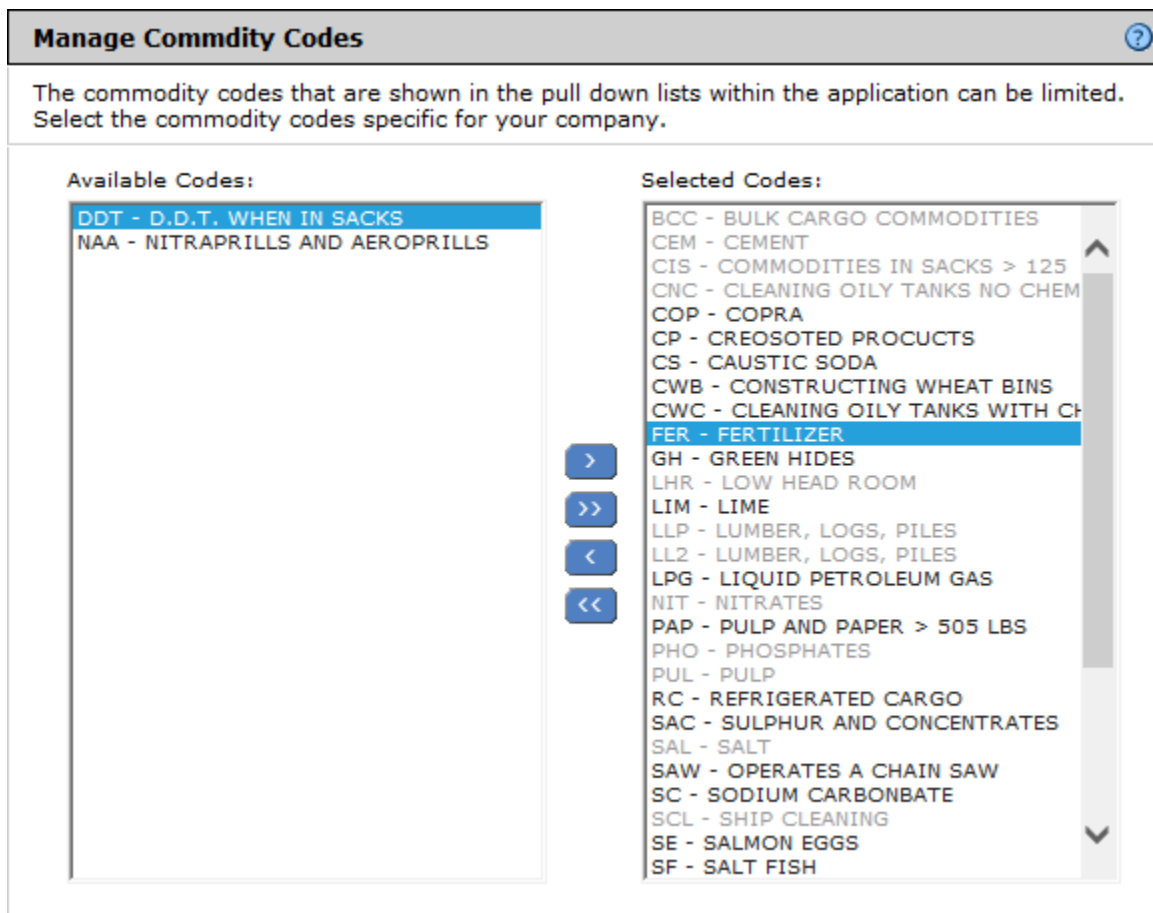 Manage Commdity Codes
?
The commodity codes that are shown in the pull down lists within the application can be limited.
Select the commodity codes specific for your company.
Available Codes:
DDT - D.D.T. WHEN IN SACKS
NAA - NITRAPRILLS AND AEROPRILLS
>
>>
<
<<
Selected Codes:
BCC - BULK CARGO COMMODITIES
CEM - CEMENT
CIS - COMMODITIES IN SACKS > 125
CNC - CLEANING OILY TANKS NO CHEM
COP - COPRA
CP - CREOSOTED PROCUCTS
CS - CAUSTIC SODA
CWB - CONSTRUCTING WHEAT BINS
CWC - CLEANING OILY TANKS WITH CH
FER - FERTILIZER
GH - GREEN HIDES
LHR - LOW HEAD ROOM
LIM - LIME
LLP - LUMBER, LOGS, PILES
LL2 - LUMBER, LOGS, PILES
LPG - LIQUID PETROLEUM GAS
NIT - NITRATES
PAP - PULP AND PAPER > 505 LBS
PHO - PHOSPHATES
PUL - PULP
RC - REFRIGERATED CARGO
SAC - SULPHUR AND CONCENTRATES
SAL - SALT
SAW - OPERATES A CHAIN SAW
SC - SODIUM CARBONBATE
SCL - SHIP CLEANING
SE - SALMON EGGS
SF - SALT FISH